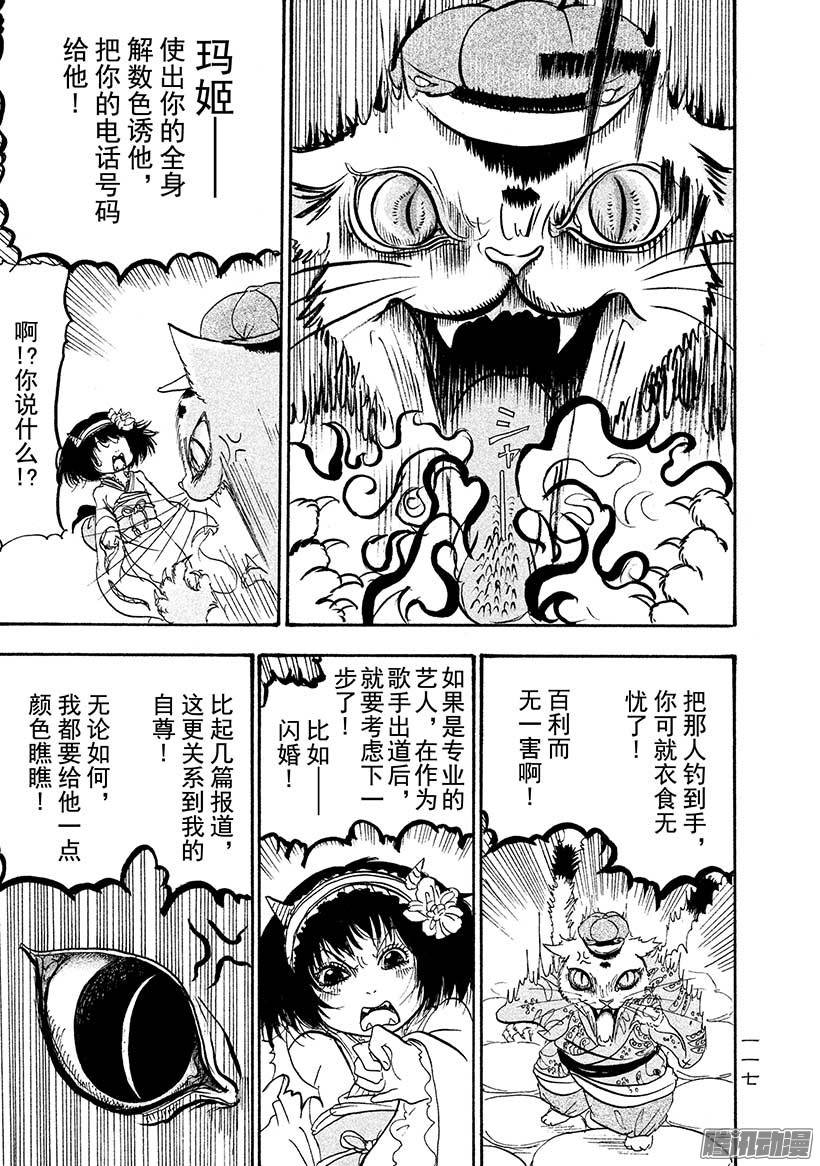 シャ
玛姬——
使出你的全身
解数色诱他，
把你的电话号码
给他！
啊!?你说什么!?
把那人钓到手，
你可就衣食无
忧了！
百利而
无一害啊！
如果是专业的
艺人，在作为
歌手出道后，
就要考虑下一
步了！
比如——
闪婚！
比起几篇报道，
这更关系到我的
自尊！
无论如何，
我都要给他一点
颜色瞧瞧！
一一七
腾讯动漫